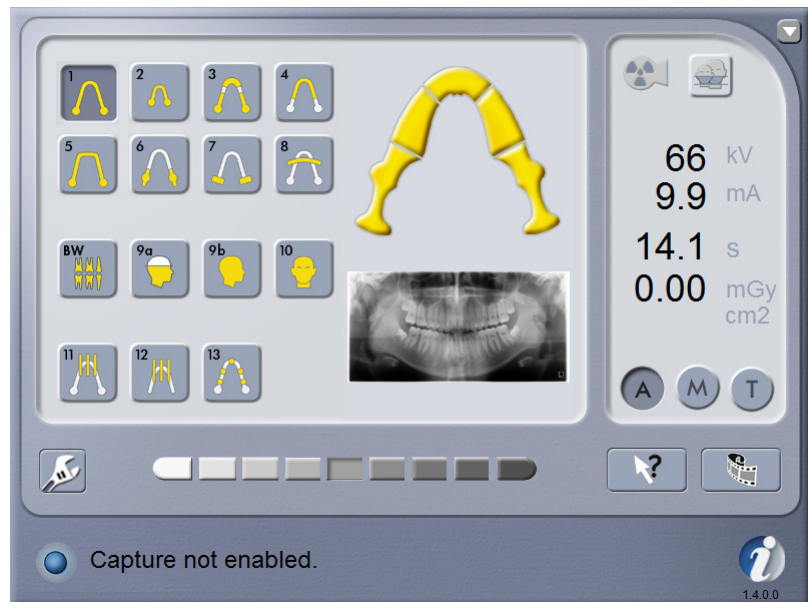 1 2 3 4
5 6 7 8
BW 9a 9b 10
11 12 13
66 kV
9.9 mA
14.1 s
0.00 mGy
cm2
A M T
?
Capture not enabled.
i
1.4.0.0